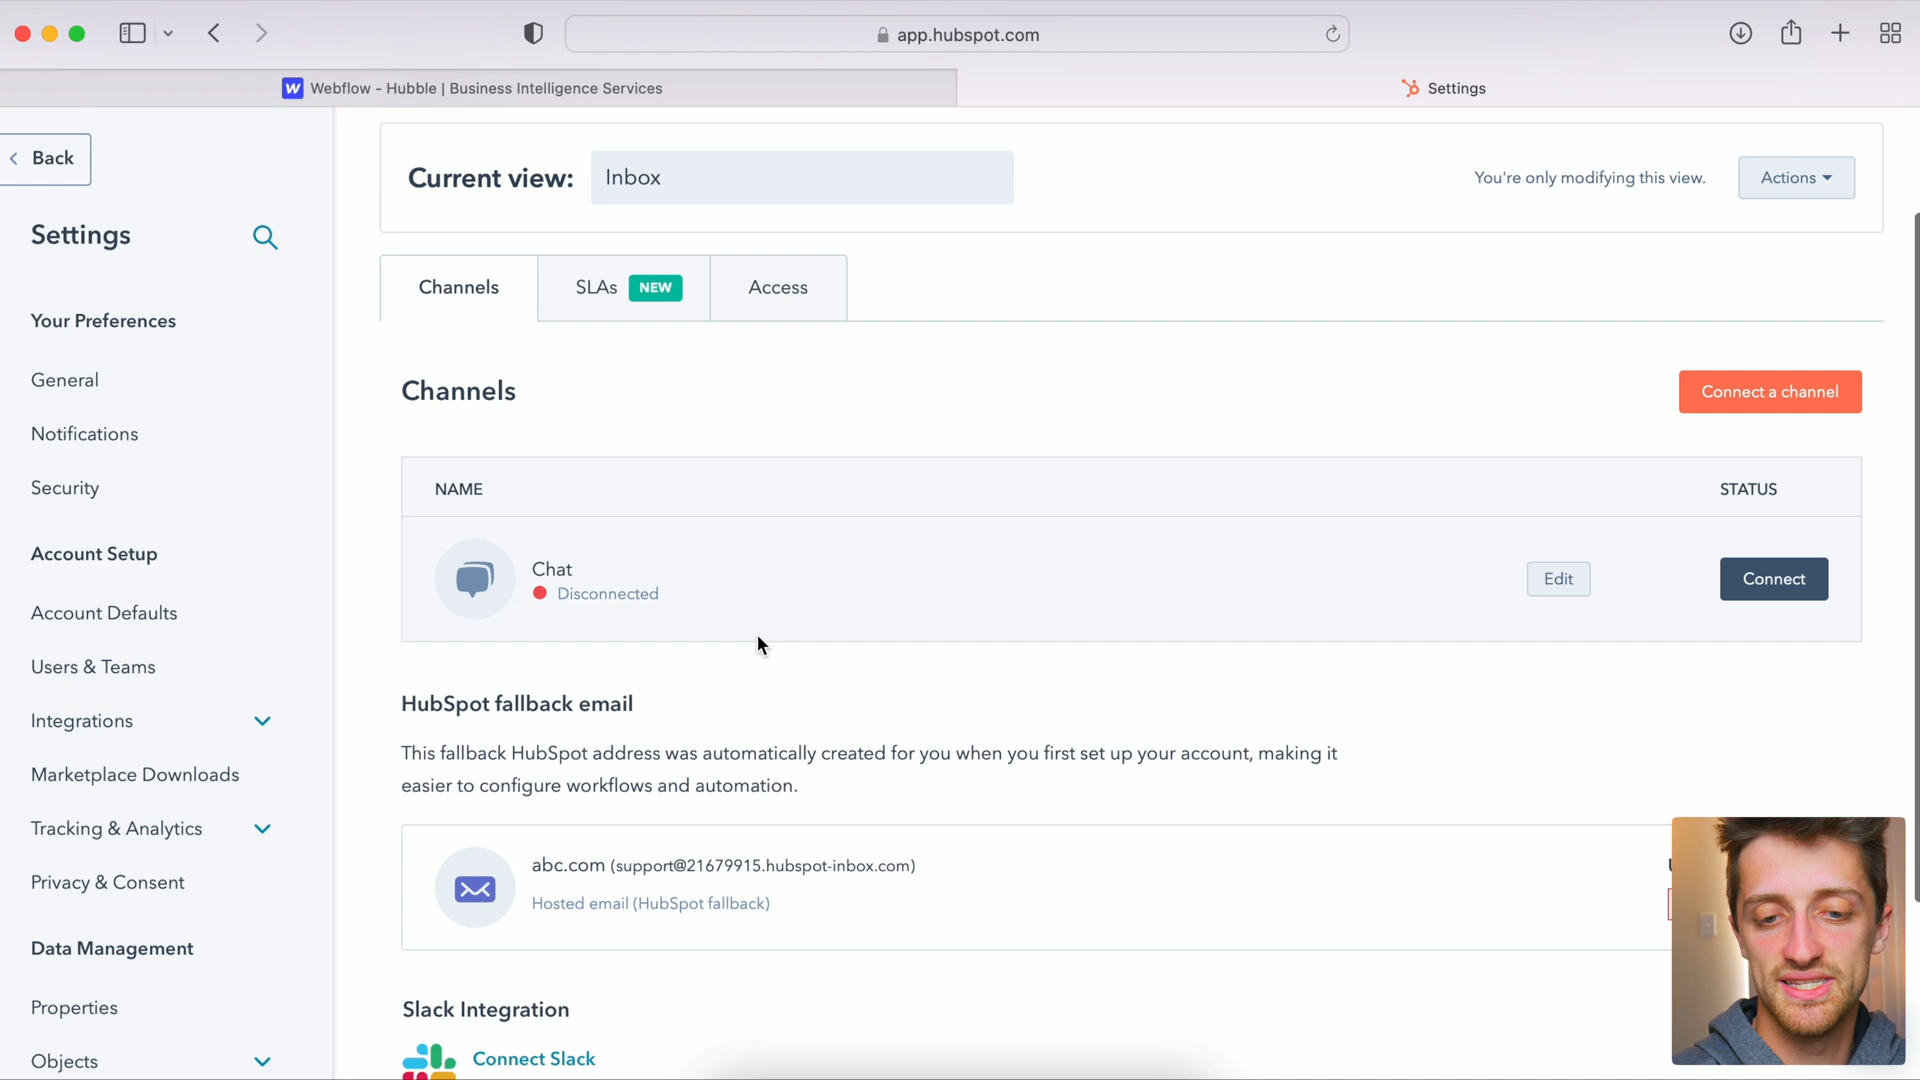 app.hubspot.com
W Webflow - Hubble | Business Intelligence Services
Settings
Back
Current view:
Inbox
You're only modifying this view.
Actions
Settings
Channels
SLAs NEW
Access
Your Preferences
General
Notifications
Security
Channels
Connect a channel
NAME
STATUS
Chat
Disconnected
Edit
Connect
Account Setup
Account Defaults
Users & Teams
Integrations
Marketplace Downloads
Tracking & Analytics
Privacy & Consent
HubSpot fallback email
This fallback HubSpot address was automatically created for you when you first set up your account, making it
easier to configure workflows and automation.
abc.com (support@21679915.hubspot-inbox.com)
Hosted email (HubSpot fallback)
Data Management
Properties
Objects
Slack Integration
Connect Slack